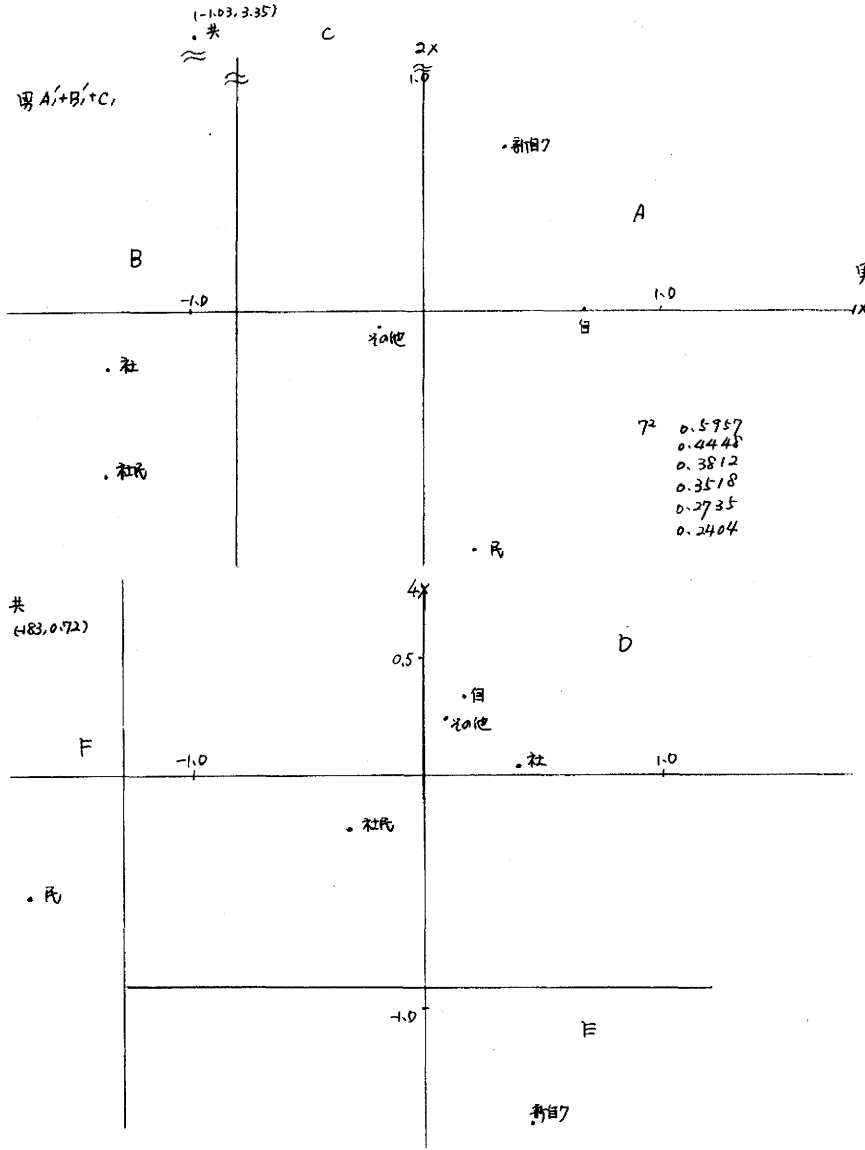 (-1.03, 3.35)
共
C
2X
1.0
男 A₁'+B₁'+C₁
新自ク
A
B
男
-1.0
1.0
1X
自
その他
社
η² 0.5957
0.4448
0.3812
0.3518
0.2735
0.2404
社民
民
共
(-1.83, 0.72)
4X
D
0.5
自
その他
F
-1.0
社
1.0
社民
民
-1.0
E
新自ク